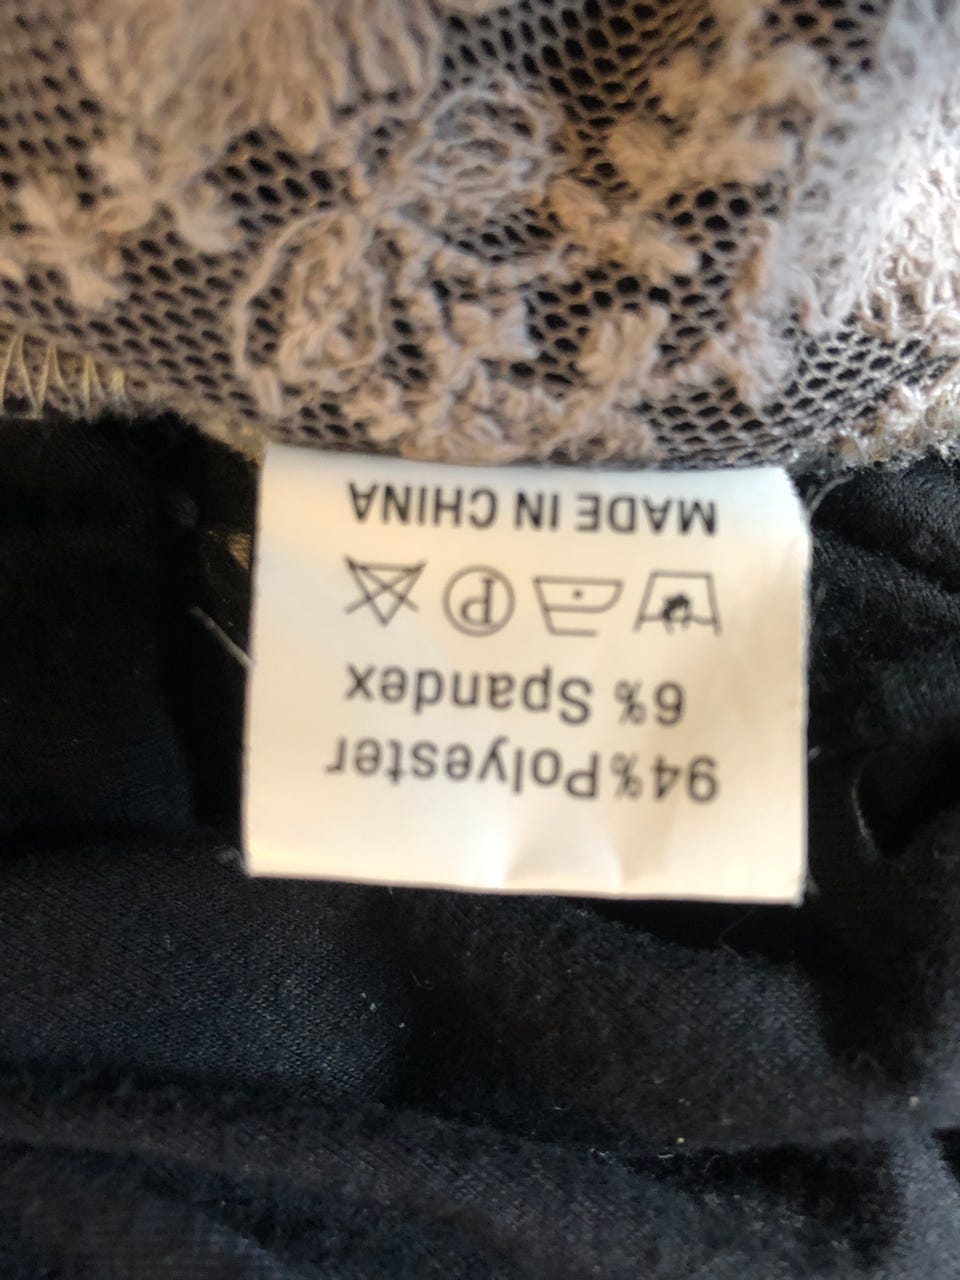 94%Polyester
6% Spandex
P
MADE IN CHINA